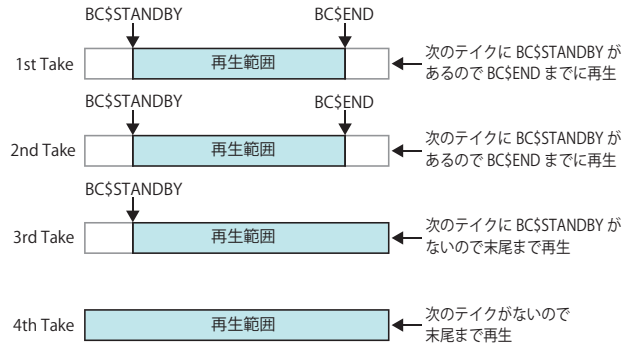 BC$STANDBY BC$END
1st Take 再生範囲 次のテイクに BC$STANDBY が
あるので BC$END までに再生
BC$STANDBY BC$END
2nd Take 再生範囲 次のテイクに BC$STANDBY が
あるので BC$END までに再生
BC$STANDBY
3rd Take 再生範囲 次のテイクに BC$STANDBY が
ないので末尾まで再生
4th Take 再生範囲 次のテイクがないので
末尾まで再生